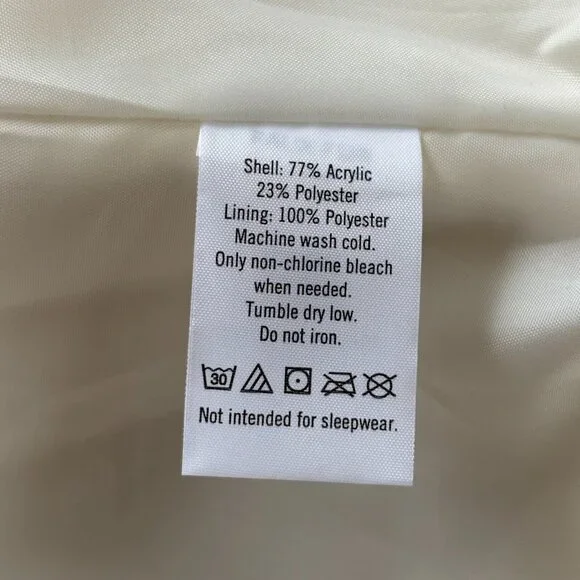 Shell: 77% Acrylic
23% Polyester
Lining: 100% Polyester
Machine wash cold.
Only non-chlorine bleach
when needed.
Tumble dry low.
Do not iron.
30
Not intended for sleepwear.